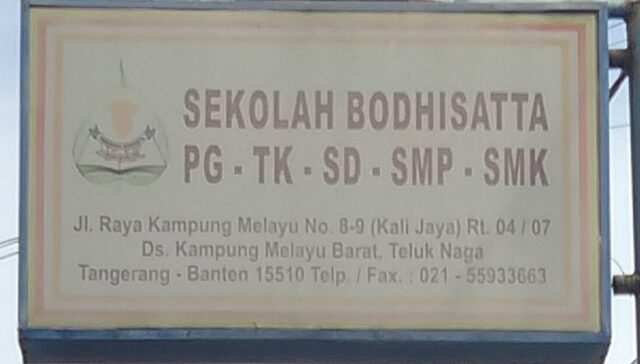 SEKOLAH BODHISATTA
PG - TK - SD - SMP - SMK
Jl. Raya Kampung Melayu No. 8-9 (Kali Jaya) Rt. 04 / 07
Ds. Kampung Melayu Barat, Teluk Naga
Tangerang - Banten 15510 Telp. / Fax. : 021 - 55933663